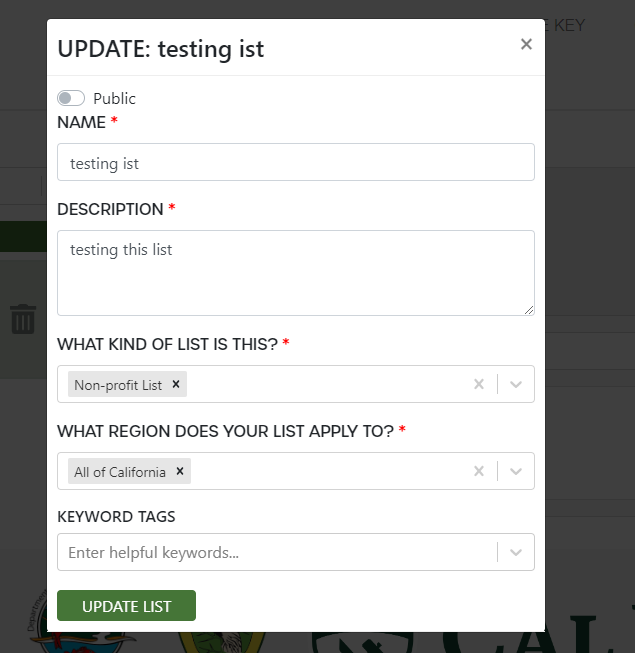 E KEY
UPDATE: testing ist
×
Public
NAME *
testing ist
DESCRIPTION *
testing this list
WHAT KIND OF LIST IS THIS? *
Non-profit List ×
WHAT REGION DOES YOUR LIST APPLY TO? *
All of California ×
KEYWORD TAGS
Enter helpful keywords...
UPDATE LIST
CAL